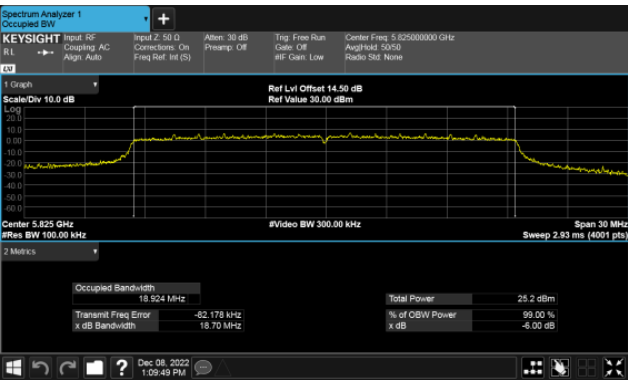 Spectrum Analyzer 1
Occupied BW
KEYSIGHT
RL
LXI
Input: RF
Coupling: AC
Align: Auto
Input Z: 50 Ω
Corrections: On
Freq Ref: Int (S)
Atten: 30 dB
Preamp: Off
Trig: Free Run
Gate: Off
#IF Gain: Low
Center Freq: 5.825000000 GHz
Avg|Hold: 50/50
Radio Std: None
1 Graph
Scale/Div 10.0 dB
Ref Lvl Offset 14.50 dB
Ref Value 30.00 dBm
Log
20.0
10.0
0.00
-10.0
-20.0
-30.0
-40.0
-50.0
-60.0
Center 5.825 GHz
#Res BW 100.00 kHz
#Video BW 300.00 kHz
Span 30 MHz
Sweep 2.93 ms (4001 pts)
2 Metrics
Occupied Bandwidth
18.924 MHz
Total Power 25.2 dBm
Transmit Freq Error -82.178 kHz
% of OBW Power 99.00 %
x dB Bandwidth 18.70 MHz
x dB -6.00 dB
?
Dec 08, 2022
1:09:49 PM